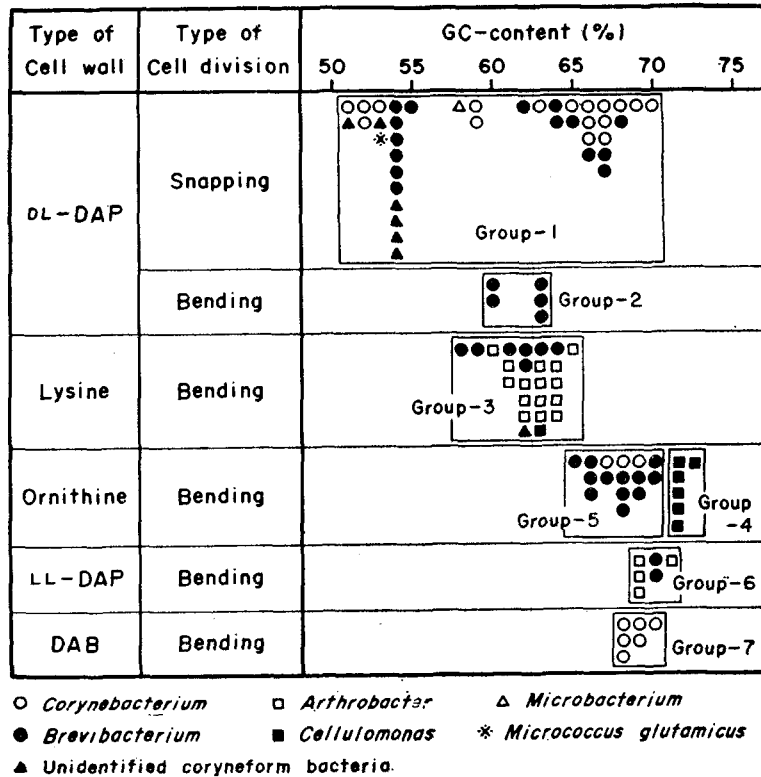 Type of Cell wall
Type of Cell division
GC-content (%)
50 55 60 65 70 75
DL-DAP
Snapping
Group-1
Bending
Group-2
Lysine
Bending
Group-3
Ornithine
Bending
Group-5
Group-4
LL-DAP
Bending
Group-6
DAB
Bending
Group-7
○ Corynebacterium □ Arthrobacter △ Microbacterium
● Brevibacterium ■ Cellulomonas ※ Micrococcus glutamicus
▲ Unidentified coryneform bacteria.